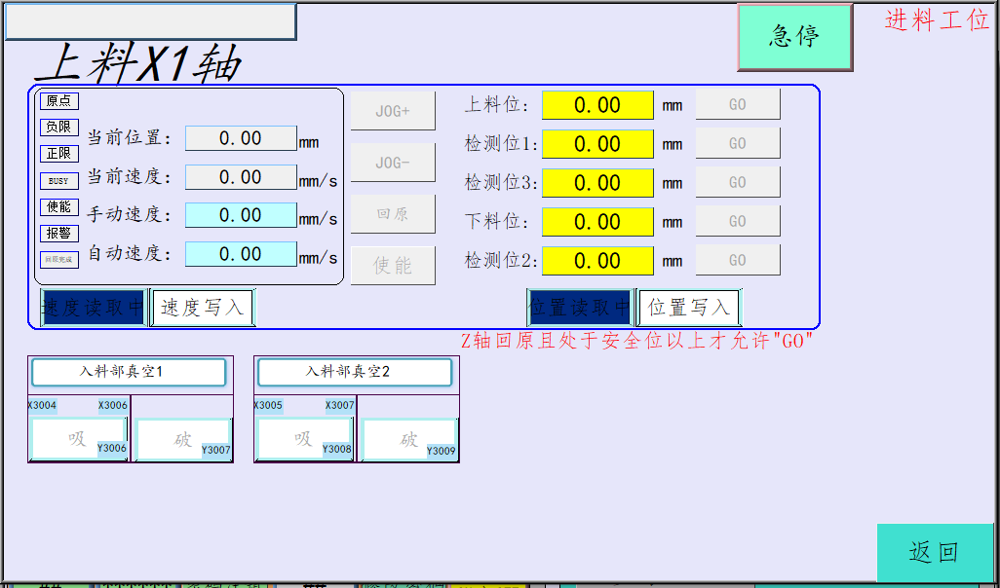 急停
进料工位
上料X1轴
原点
负限
正限
BUSY
使能
报警
回原完成
当前位置: 0.00 mm
当前速度: 0.00 mm/s
手动速度: 0.00 mm/s
自动速度: 0.00 mm/s
JOG+
JOG-
回原
使能
上料位: 0.00 mm GO
检测位1: 0.00 mm GO
检测位3: 0.00 mm GO
下料位: 0.00 mm GO
检测位2: 0.00 mm GO
速度读取中 速度写入
位置读取中 位置写入
Z轴回原且处于安全位以上才允许"GO"
入料部真空1
X3004 X3006
吸 Y3006 破 Y3007
入料部真空2
X3005 X3007
吸 Y3008 破 Y3009
返回